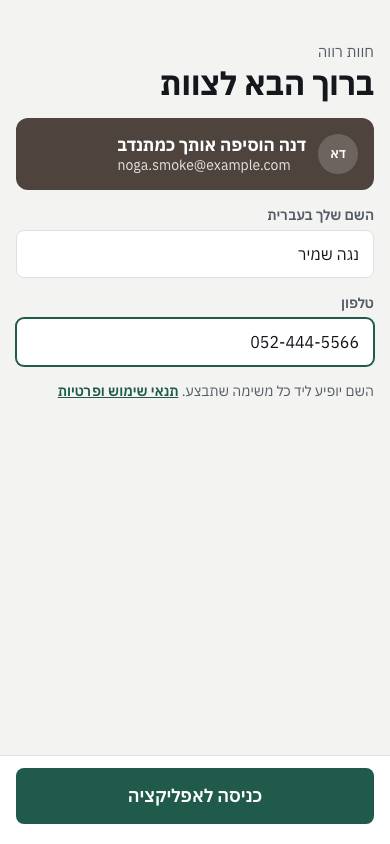 חוות רווה
ברוך הבא לצוות
דא
דנה הוסיפה אותך כמתנדב
noga.smoke@example.com
השם שלך בעברית
נגה שמיר
טלפון
052-444-5566
השם יופיע ליד כל משימה שתבצע. תנאי שימוש ופרטיות
כניסה לאפליקציה